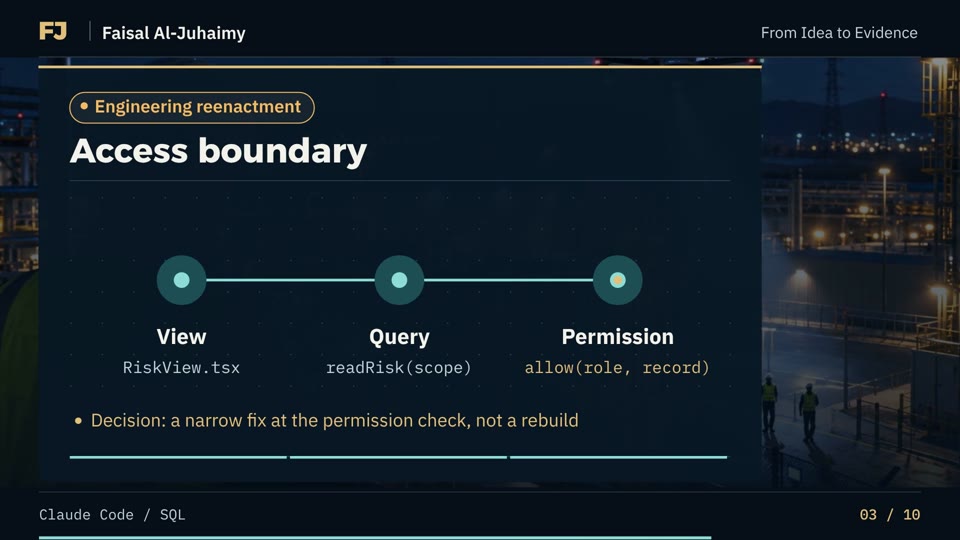 FJ
Faisal Al-Juhaimy
From Idea to Evidence
• Engineering reenactment
Access boundary
View
Query
Permission
RiskView.tsx
readRisk(scope)
allow(role, record)
• Decision: a narrow fix at the permission check, not a rebuild
Claude Code / SQL
03 / 10